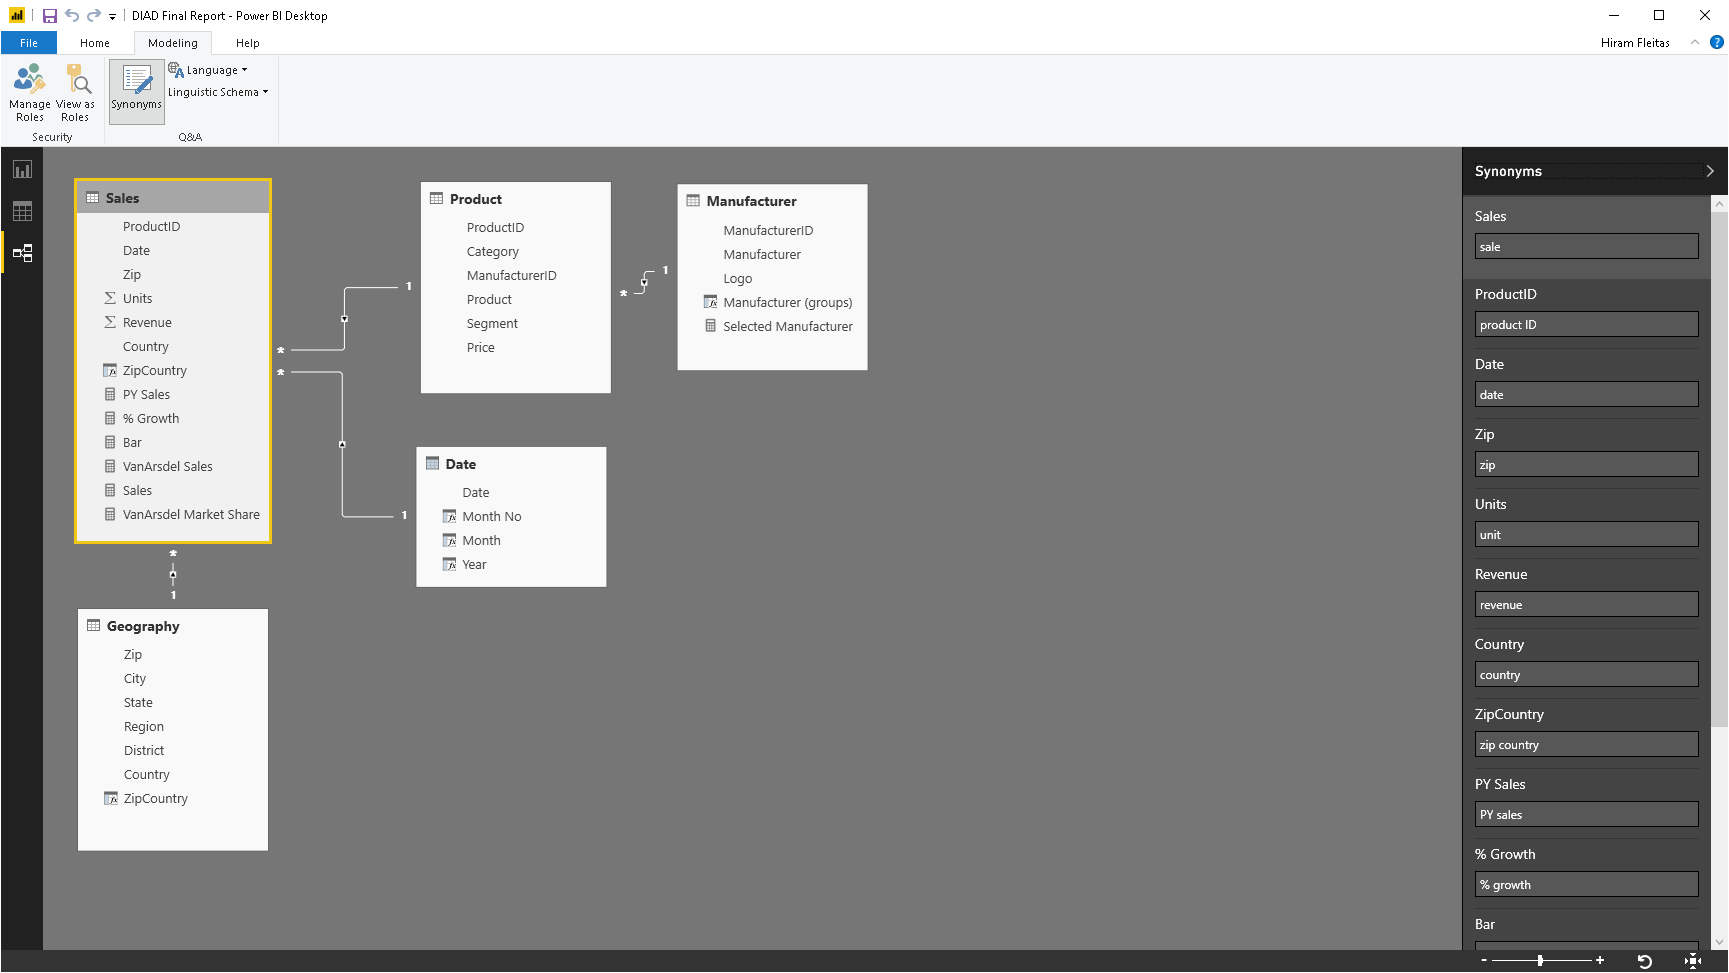 DIAD Final Report - Power BI Desktop
File Home Modeling Help
Hiram Fleitas
?
Manage Roles
View as Roles
Security
Synonyms
Language
Linguistic Schema
Q&A
Sales
ProductID
Date
Zip
Units
Revenue
Country
ZipCountry
PY Sales
% Growth
Bar
VanArsdel Sales
Sales
VanArsdel Market Share
*
1
*
1
*
1
*
1
Product
ProductID
Category
ManufacturerID
Product
Segment
Price
Manufacturer
ManufacturerID
Manufacturer
Logo
Manufacturer (groups)
Selected Manufacturer
Date
Date
Month No
Month
Year
Geography
Zip
City
State
Region
District
Country
ZipCountry
Synonyms
Sales
sale
ProductID
product ID
Date
date
Zip
zip
Units
unit
Revenue
revenue
Country
country
ZipCountry
zip country
PY Sales
PY sales
% Growth
% growth
Bar
- +